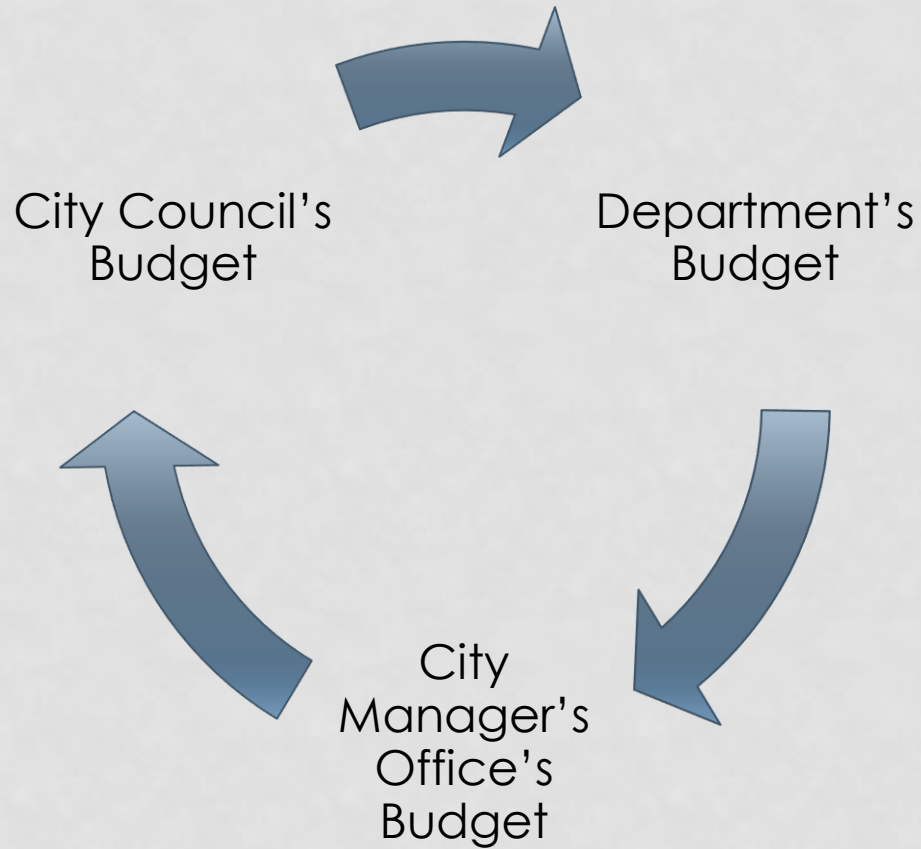 City Council’s
Budget
Department’s
Budget
City
Manager’s
Office’s
Budget